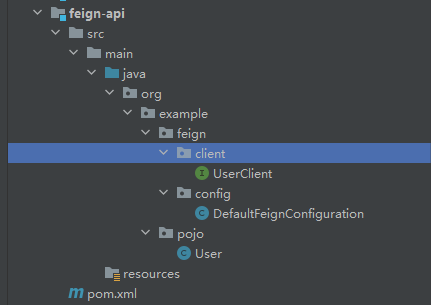 feign-api
src
main
java
org
example
feign
client
UserClient
config
DefaultFeignConfiguration
pojo
User
resources
pom.xml